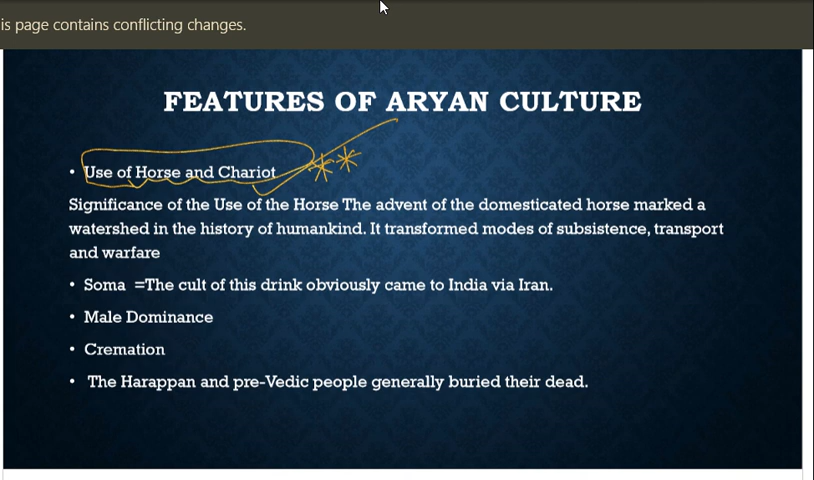 is page contains conflicting changes.
FEATURES OF ARYAN CULTURE
• Use of Horse and Chariot **
Significance of the Use of the Horse The advent of the domesticated horse marked a
watershed in the history of humankind. It transformed modes of subsistence, transport
and warfare
• Soma =The cult of this drink obviously came to India via Iran.
• Male Dominance
• Cremation
• The Harappan and pre-Vedic people generally buried their dead.